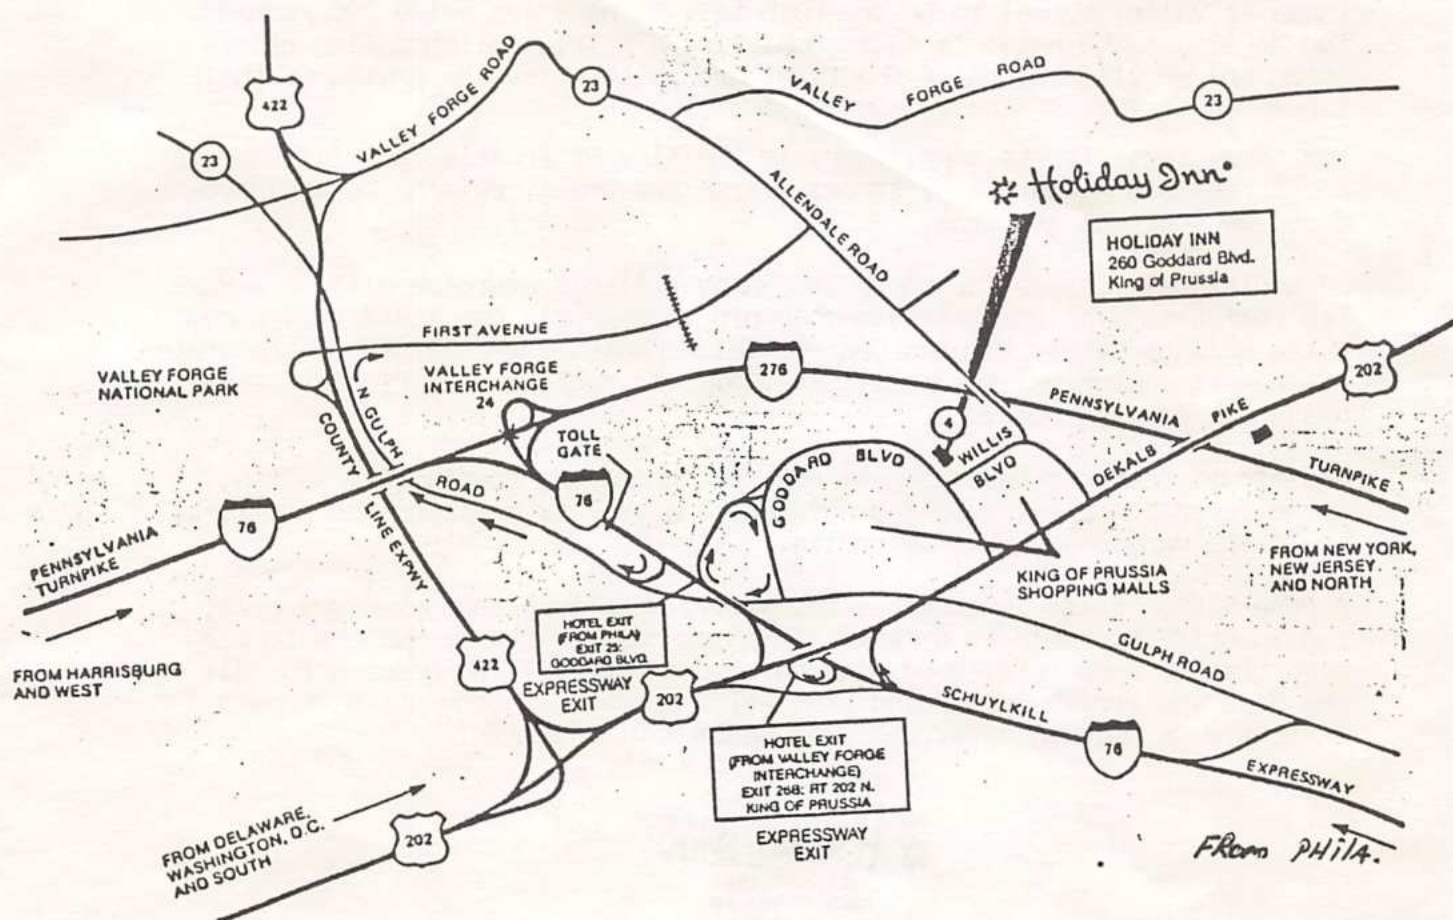 422
VALLEY FORGE ROAD
23
23
VALLEY FORGE ROAD
23
Holiday Inn
HOLIDAY INN
260 Goddard Blvd.
King of Prussia
ALLENDALE ROAD
FIRST AVENUE
VALLEY FORGE
NATIONAL PARK
VALLEY FORGE
INTERCHANGE
24
276
202
N GULPH
ROAD
COUNTY
LINE EXPWY
TOLL
GATE
76
4
WILLIS
BLVD
GODDARD BLVD
PENNSYLVANIA
TURNPIKE
DEKALB PIKE
76
PENNSYLVANIA
TURNPIKE
FROM HARRISBURG
AND WEST
FROM NEW YORK,
NEW JERSEY
AND NORTH
KING OF PRUSSIA
SHOPPING MALLS
HOTEL EXIT
(FROM PHILA)
EXIT 25:
GODDARD BLVD.
422
EXPRESSWAY
EXIT
202
GULPH ROAD
SCHUYLKILL
76
EXPRESSWAY
HOTEL EXIT
(FROM VALLEY FORGE
INTERCHANGE)
EXIT 26B: RT 202 N.
KING OF PRUSSIA
EXPRESSWAY
EXIT
FROM DELAWARE,
WASHINGTON, D.C.
AND SOUTH
202
FROM PHILA.